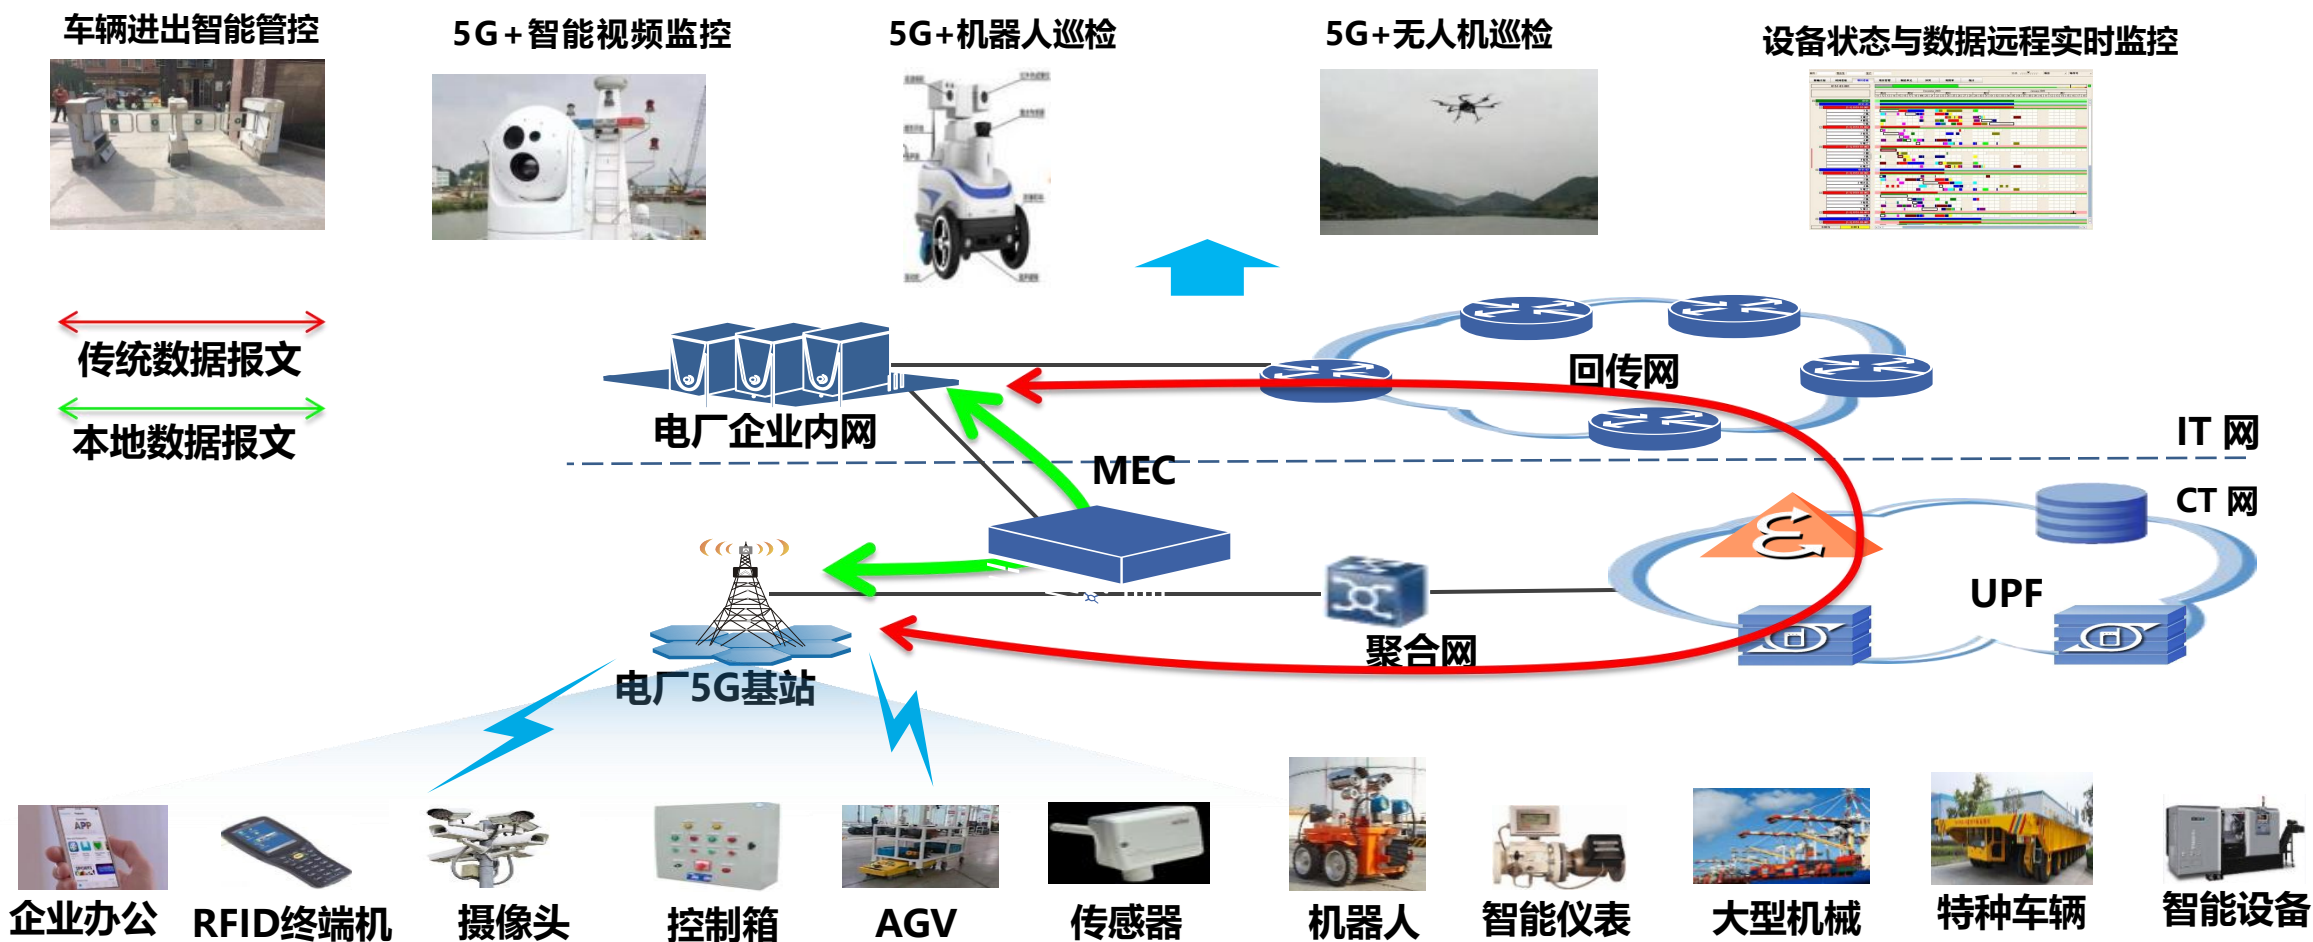 车辆进出智能管控
5G+智能视频监控
5G+机器人巡检
5G+无人机巡检
设备状态与数据远程实时监控
传统数据报文
本地数据报文
电厂企业内网
回传网
IT 网
MEC
CT 网
UPF
聚合网
电厂5G基站
APP
企业办公
RFID终端机
摄像头
控制箱
AGV
传感器
机器人
智能仪表
大型机械
特种车辆
智能设备